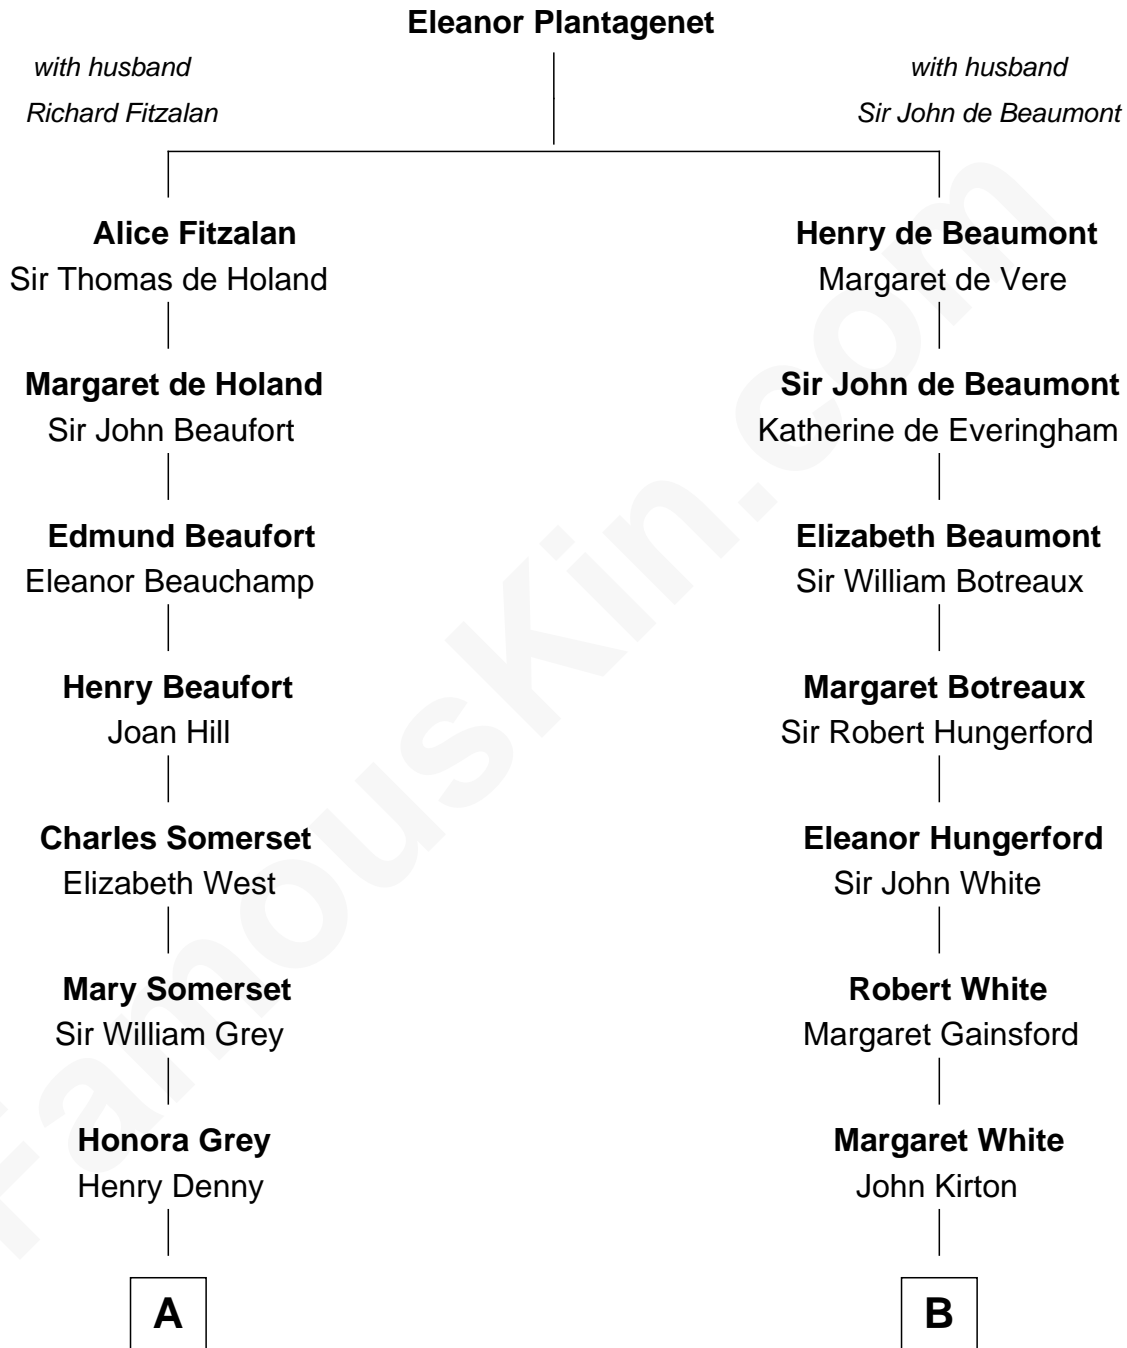 Eleanor Plantagenet
with husband
Richard Fitzalan
with husband
Sir John de Beaumont
Alice Fitzalan
Sir Thomas de Holand
Henry de Beaumont
Margaret de Vere
Margaret de Holand
Sir John Beaufort
Sir John de Beaumont
Katherine de Everingham
Edmund Beaufort
Eleanor Beauchamp
Elizabeth Beaumont
Sir William Botreaux
Henry Beaufort
Joan Hill
Margaret Botreaux
Sir Robert Hungerford
Charles Somerset
Elizabeth West
Eleanor Hungerford
Sir John White
Mary Somerset
Sir William Grey
Robert White
Margaret Gainsford
Honora Grey
Henry Denny
Margaret White
John Kirton
A
B
FamousKin.com